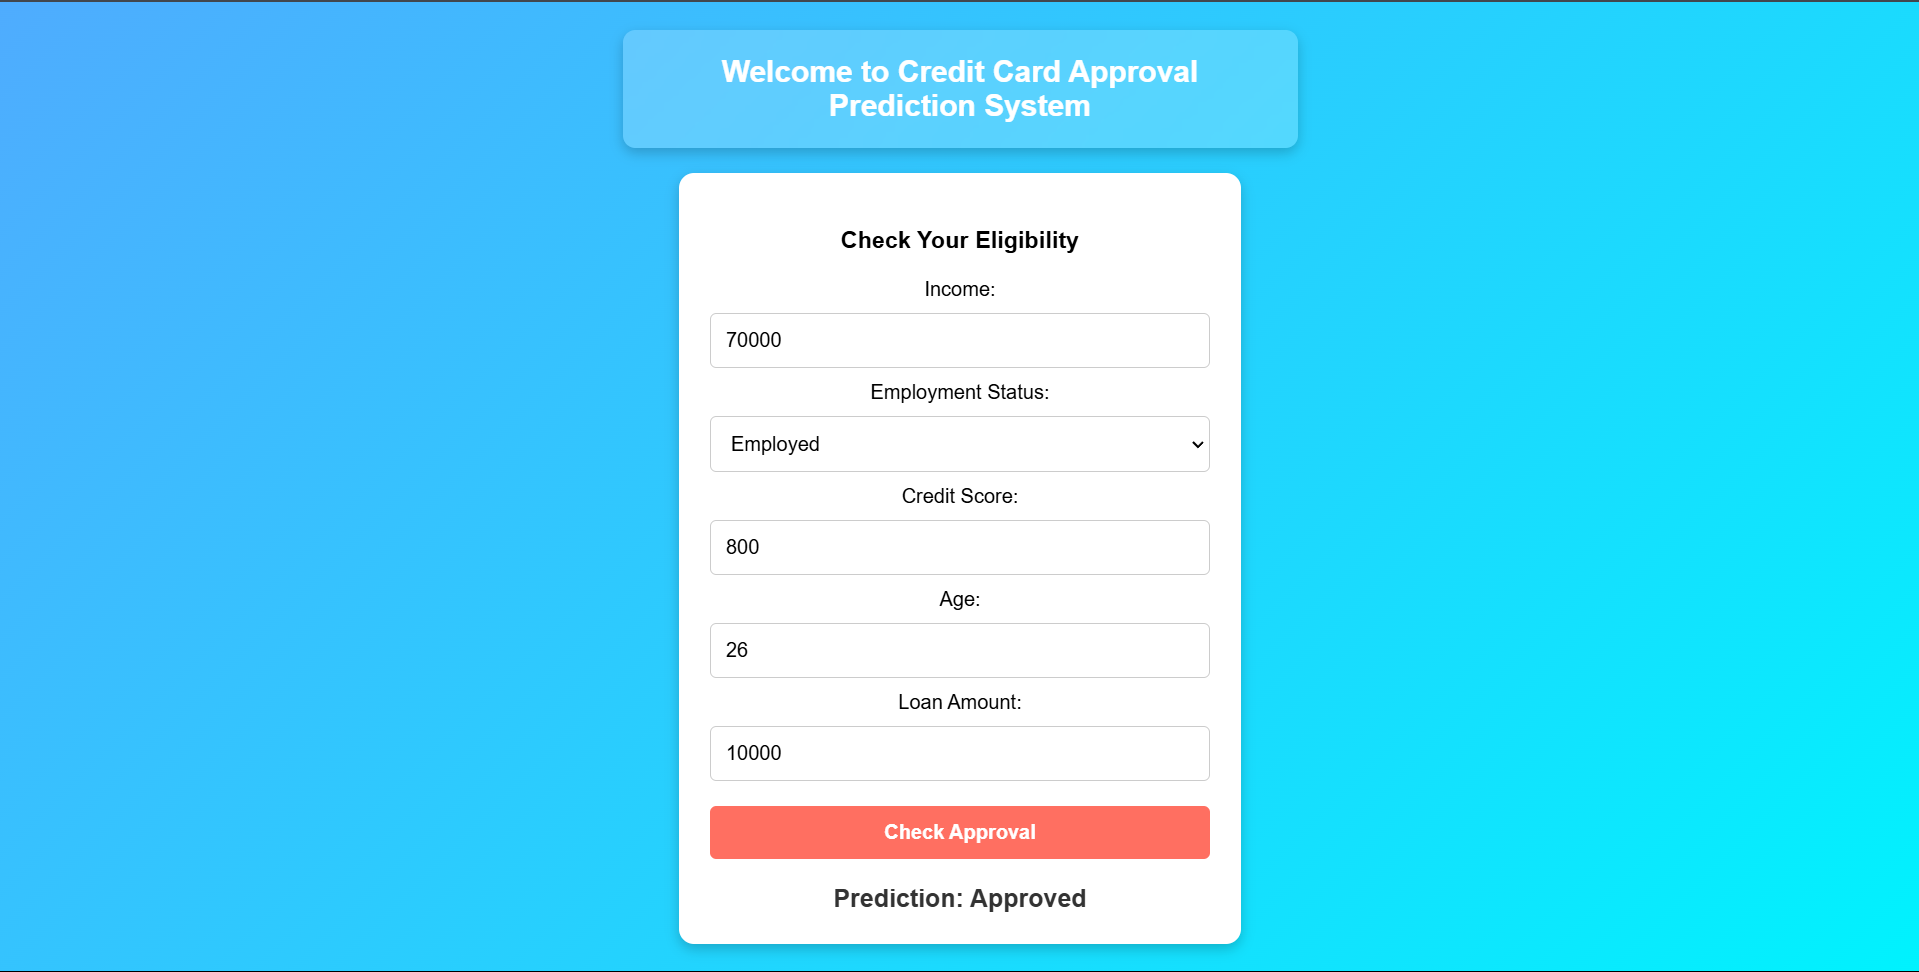 Welcome to Credit Card Approval
Prediction System
Check Your Eligibility
Income:
70000
Employment Status:
Employed
Credit Score:
800
Age:
26
Loan Amount:
10000
Check Approval
Prediction: Approved